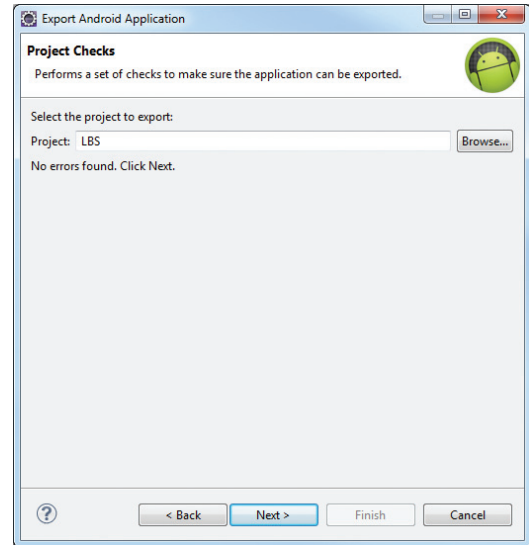 Export Android Application
Project Checks
Performs a set of checks to make sure the application can be exported.
Select the project to export:
Project: LBS Browse...
No errors found. Click Next.
? < Back Next > Finish Cancel